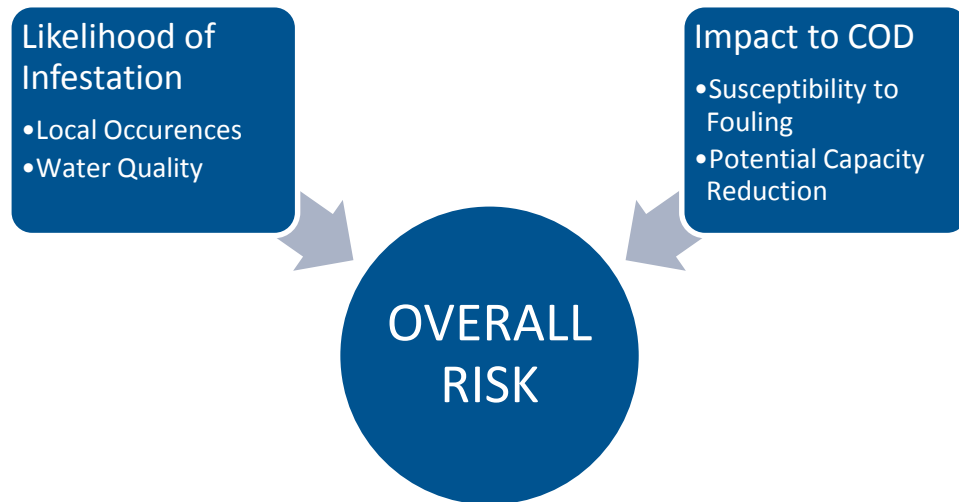 Likelihood of
Infestation
•Local Occurences
•Water Quality
Impact to COD
•Susceptibility to
Fouling
•Potential Capacity
Reduction
OVERALL
RISK